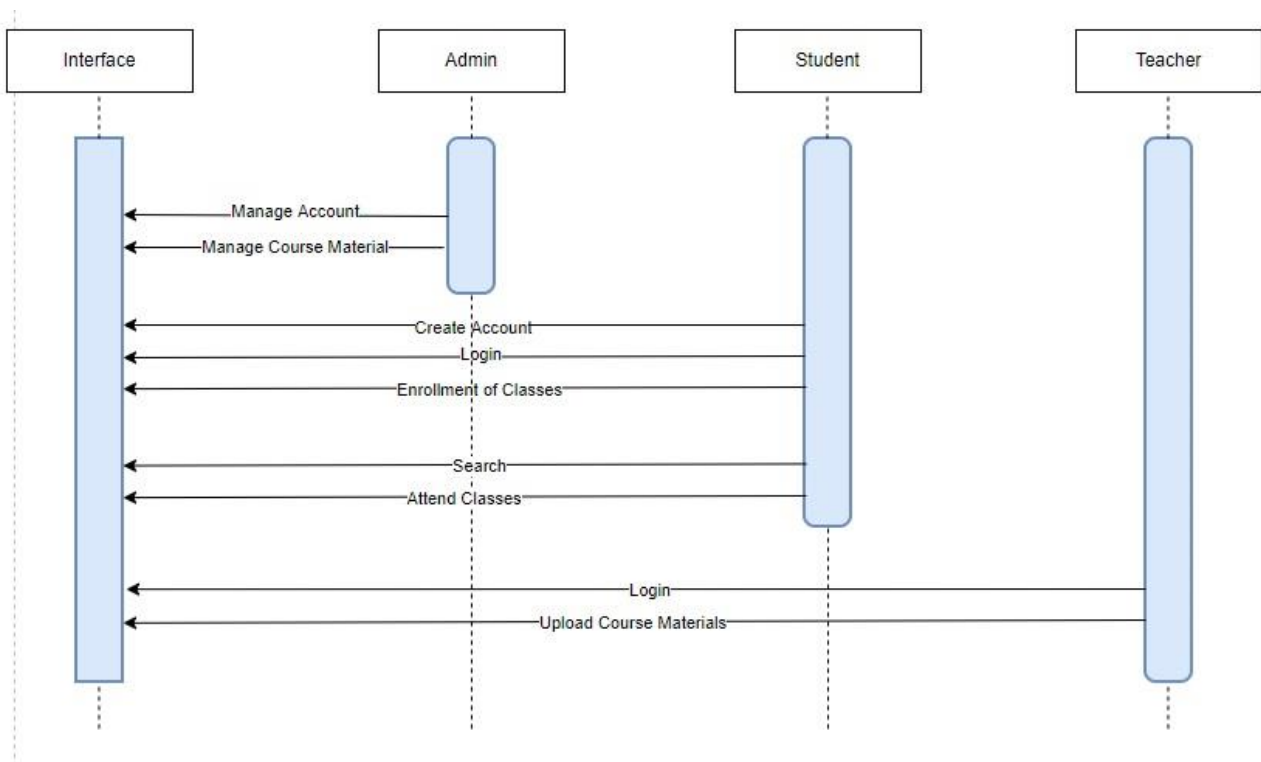 Interface
Admin
Student
Teacher
Manage Account
Manage Course Material
Create Account
Login
Enrollment of Classes
Search
Attend Classes
Login
Upload Course Materials